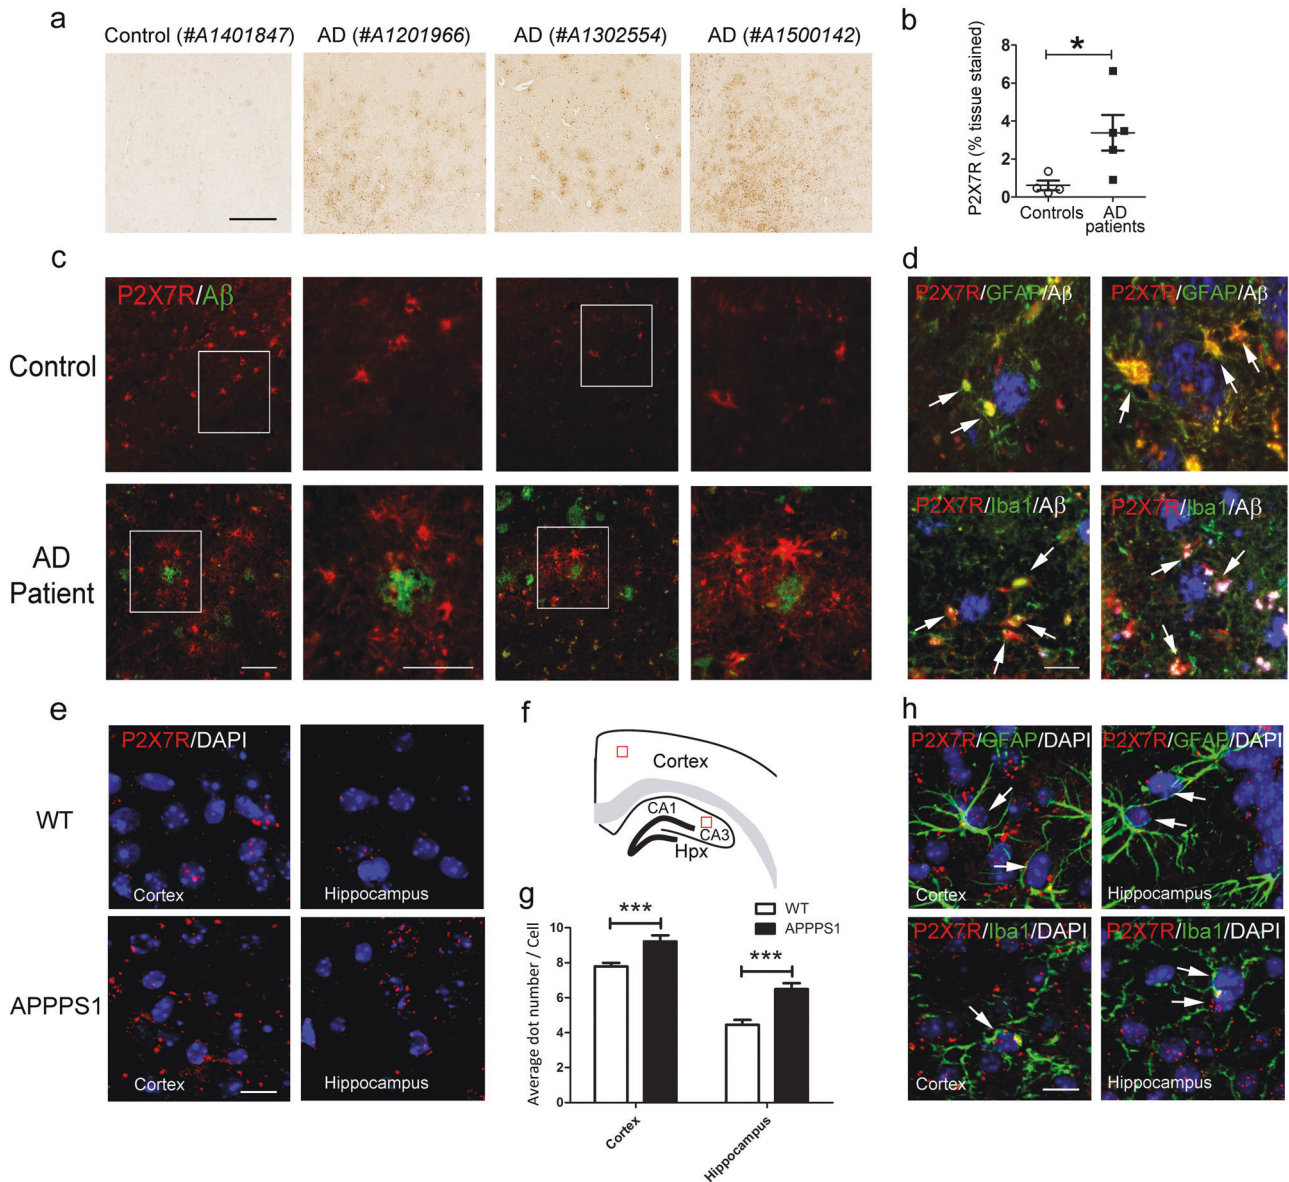 a
Control (#A1401847)
AD (#A1201966)
AD (#A1302554)
AD (#A1500142)
b
P2X7R (% tissue stained)
8
6
4
2
0
*
Controls
AD
patients
c
P2X7R/Aβ
Control
AD
Patient
d
P2X7R/GFAP/Aβ
P2X7R/GFAP/Aβ
P2X7R/Iba1/Aβ
P2X7R/Iba1/Aβ
e
P2X7R/DAPI
WT
Cortex
Hippocampus
APPPS1
Cortex
Hippocampus
f
Cortex
CA1
CA3
Hpx
g
WT
APPPS1
Average dot number / Cell
10
8
6
4
2
0
***
***
Cortex
Hippocampus
h
P2X7R/GFAP/DAPI
P2X7R/GFAP/DAPI
Cortex
Hippocampus
P2X7R/Iba1/DAPI
P2X7R/Iba1/DAPI
Cortex
Hippocampus